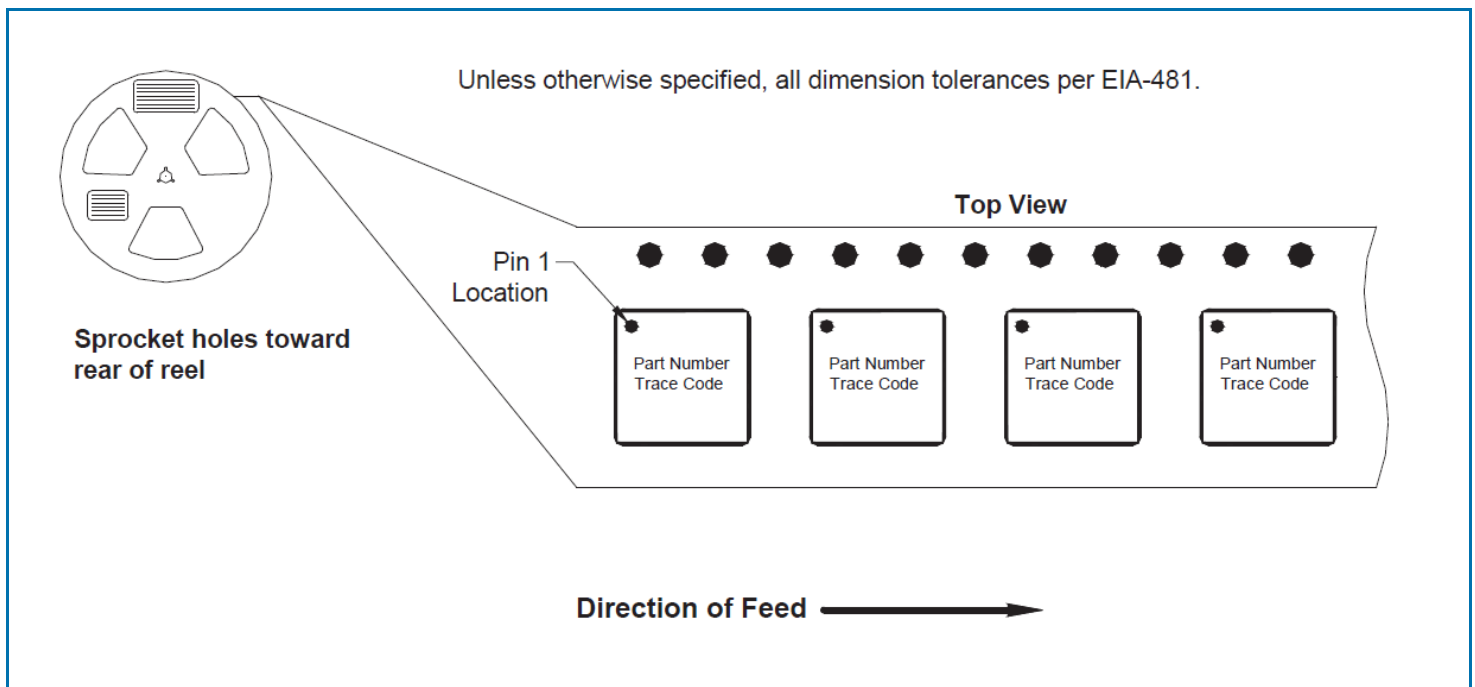 Unless otherwise specified, all dimension tolerances per EIA-481.
Top View
Pin 1
Location
Sprocket holes toward
rear of reel
Part Number
Trace Code
Part Number
Trace Code
Part Number
Trace Code
Part Number
Trace Code
Direction of Feed